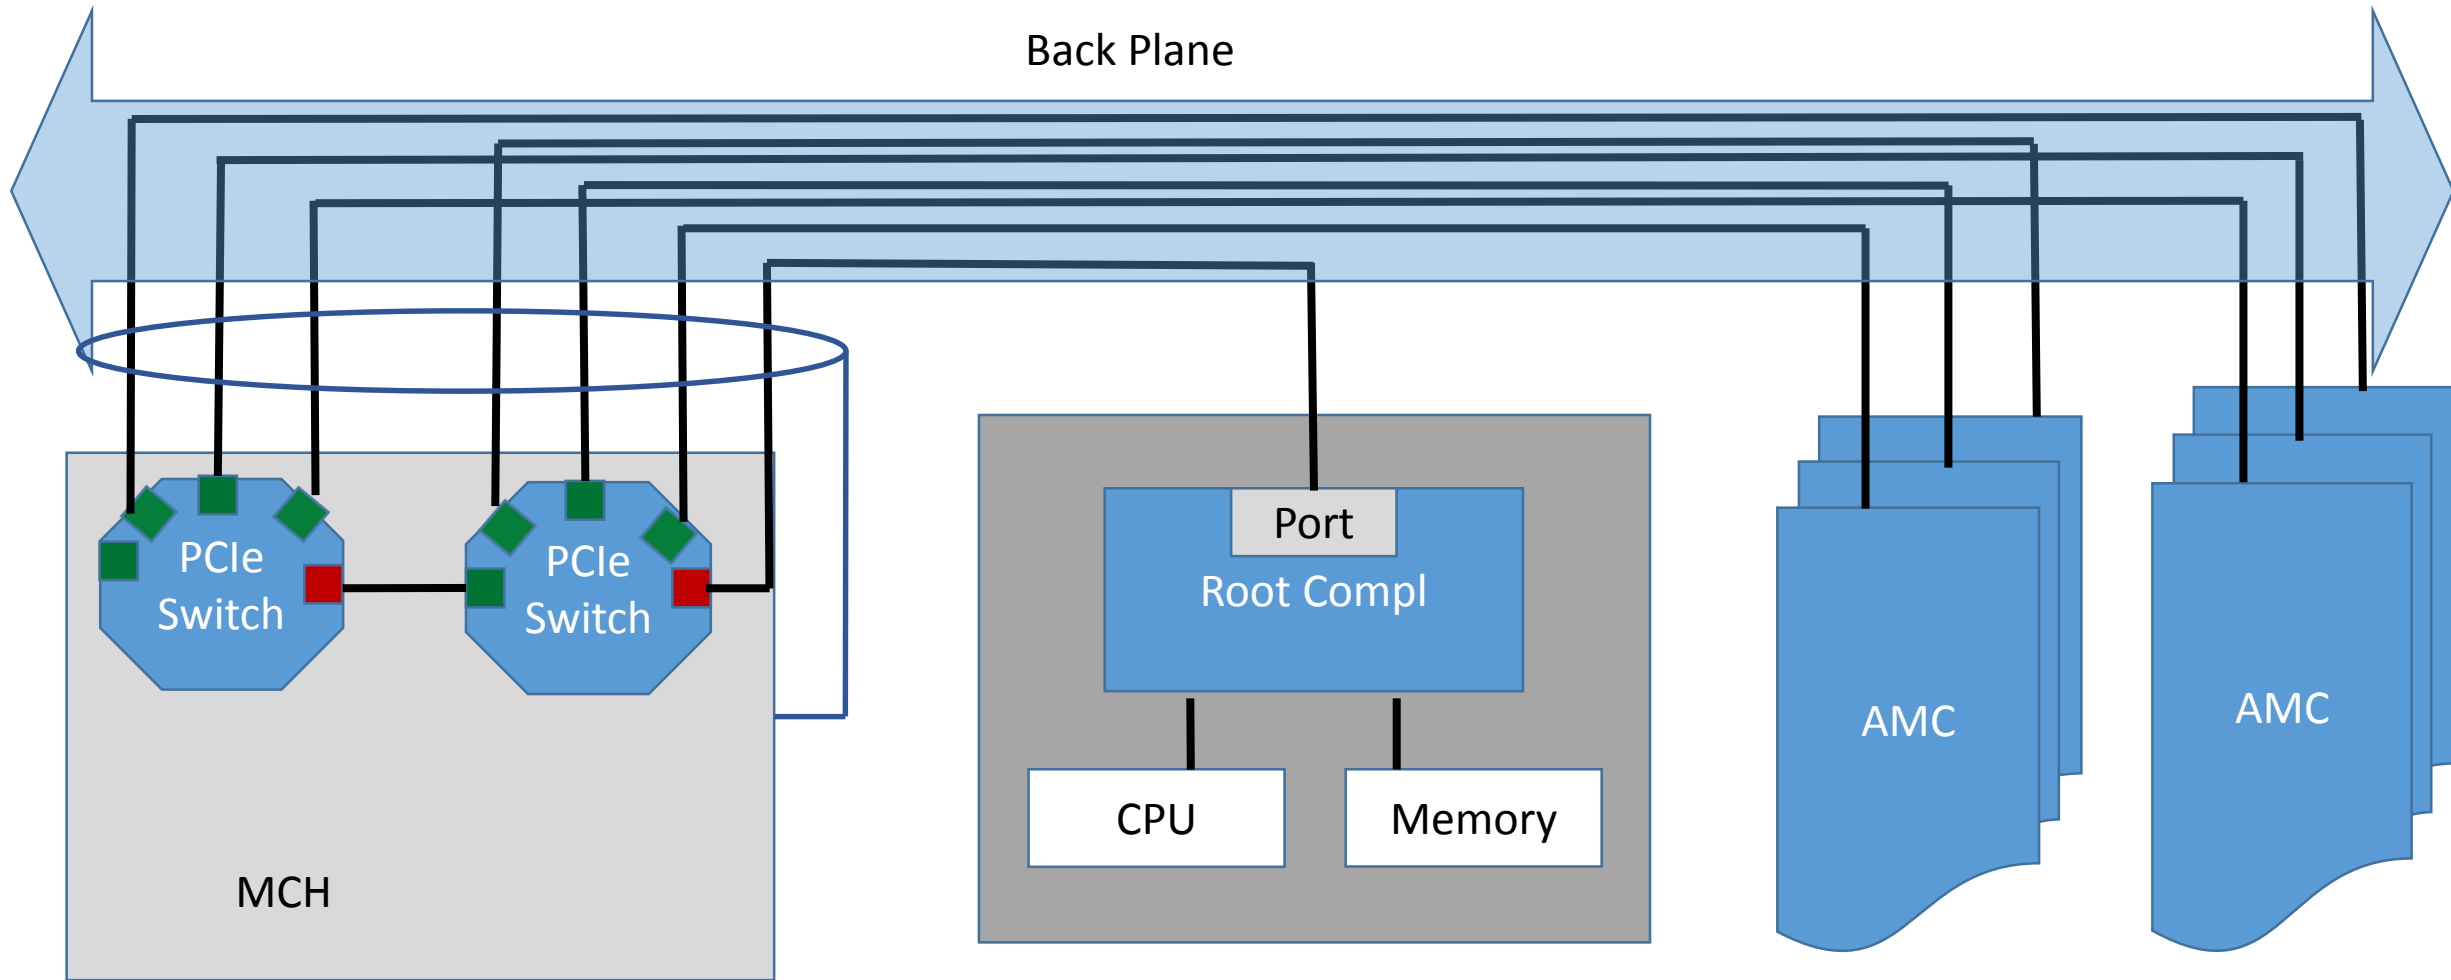 Back Plane
PCIe
Switch
PCIe
Switch
MCH
Port
Root Compl
CPU
Memory
AMC
AMC